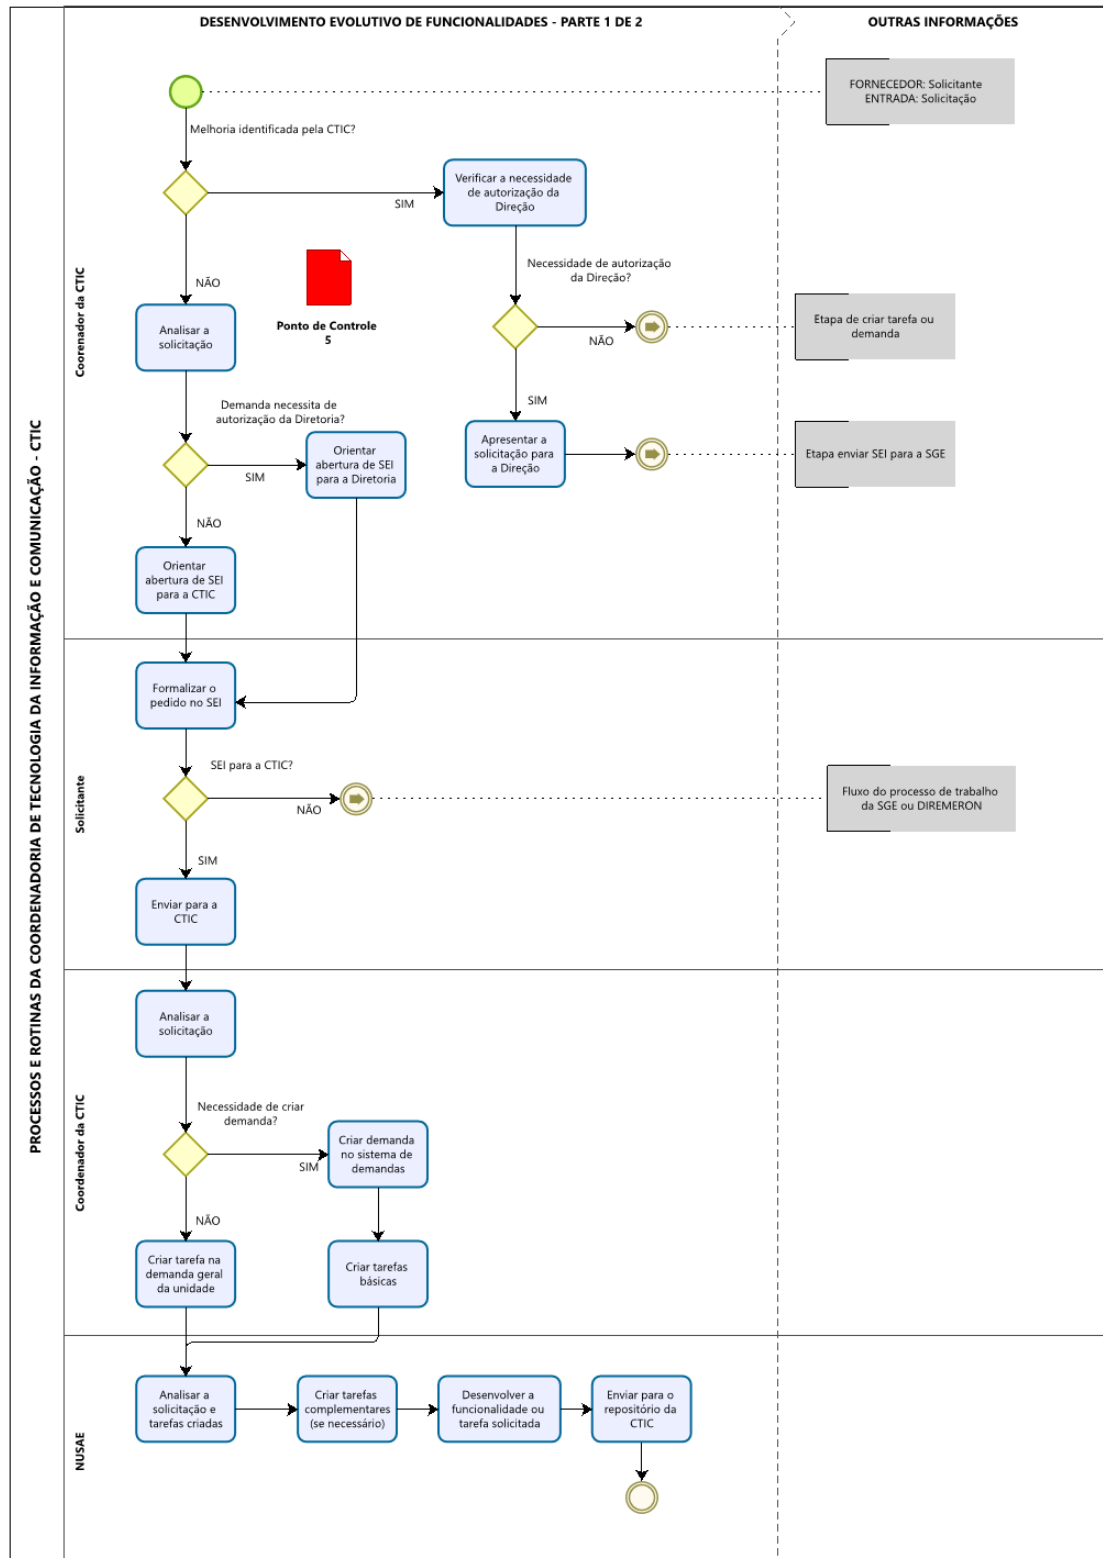 DESENVOLVIMENTO EVOLUTIVO DE FUNCIONALIDADES - PARTE 1 DE 2
OUTRAS INFORMAÇÕES
PROCESSOS E ROTINAS DA COORDENADORIA DE TECNOLOGIA DA INFORMAÇÃO E COMUNICAÇÃO - CTIC
Coorenador da CTIC
FORNECEDOR: Solicitante
ENTRADA: Solicitação
Melhoria identificada pela CTIC?
SIM
Verificar a necessidade
de autorização da
Direção
NÃO
Ponto de Controle
5
Necessidade de autorização
da Direção?
NÃO
Etapa de criar tarefa ou
demanda
Analisar a
solicitação
SIM
Demanda necessita de
autorização da Diretoria?
SIM
Orientar
abertura de SEI
para a Diretoria
Apresentar a
solicitação para
a Direção
Etapa enviar SEI para a SGE
NÃO
Orientar
abertura de SEI
para a CTIC
Solicitante
Formalizar o
pedido no SEI
SEI para a CTIC?
NÃO
Fluxo do processo de trabalho
da SGE ou DIREMERON
SIM
Enviar para a
CTIC
Coordenador da CTIC
Analisar a
solicitação
Necessidade de criar
demanda?
SIM
Criar demanda
no sistema de
demandas
NÃO
Criar tarefa na
demanda geral
da unidade
Criar tarefas
básicas
NUSAE
Analisar a
solicitação e
tarefas criadas
Criar tarefas
complementares
(se necessário)
Desenvolver a
funcionalidade ou
tarefa solicitada
Enviar para o
repositório da
CTIC